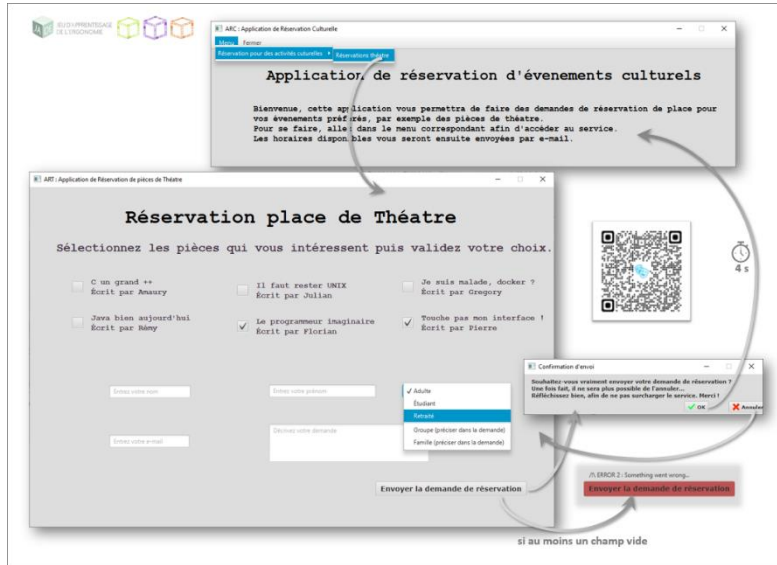 JEU D'APPRENTISSAGE
DE L'ERGONOMIE
ARC : Application de Réservation Culturelle
Menu Fermer
Réservation pour des activités cuturelles
Réservations théatre
Application de réservation d'évenements culturels
Bienvenue, cette application vous permettra de faire des demandes de réservation de place pour
vos évenements préférés, par exemple des pièces de théatre.
Pour se faire, allez dans le menu correspondant afin d'accéder au service.
Les horaires disponibles vous seront ensuite envoyées par e-mail.
ART : Application de Réservation de pièces de Théatre
Réservation place de Théatre
Sélectionnez les pièces qui vous intéressent puis validez votre choix.
C un grand ++
Écrit par Amaury
Il faut rester UNIX
Écrit par Julian
Je suis malade, docker ?
Écrit par Gregory
Java bien aujourd'hui
Écrit par Rémy
Le programmeur imaginaire
Écrit par Florian
Touche pas mon interface !
Écrit par Pierre
4 s
Entrez votre nom
Entrez votre prénom
Adulte
Étudiant
Retraité
Groupe (préciser dans la demande)
Famille (préciser dans la demande)
Entrez votre e-mail
Décrivez votre demande
Envoyer la demande de réservation
Confirmation d'envoi
Souhaitez-vous vraiment envoyer votre demande de réservation ?
Une fois fait, il ne sera plus possible de l'annuler...
Réfléchissez bien, afin de ne pas surcharger le service. Merci !
OK
Annuler
ERROR 2 : Something went wrong...
Envoyer la demande de réservation
si au moins un champ vide